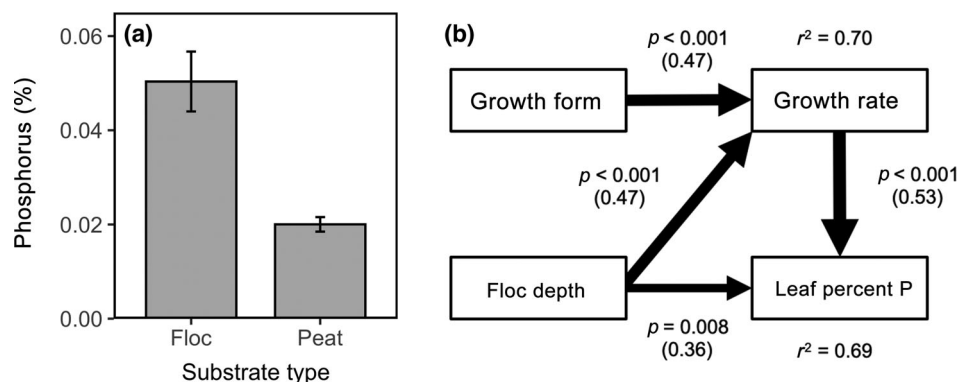 (a)
0.06
0.04
0.02
0.00
Phosphorus (%)
Floc Peat
Substrate type
(b)
p < 0.001
(0.47)
r² = 0.70
Growth form
Growth rate
p < 0.001
(0.47)
p < 0.001
(0.53)
Floc depth
Leaf percent P
p = 0.008
(0.36)
r² = 0.69